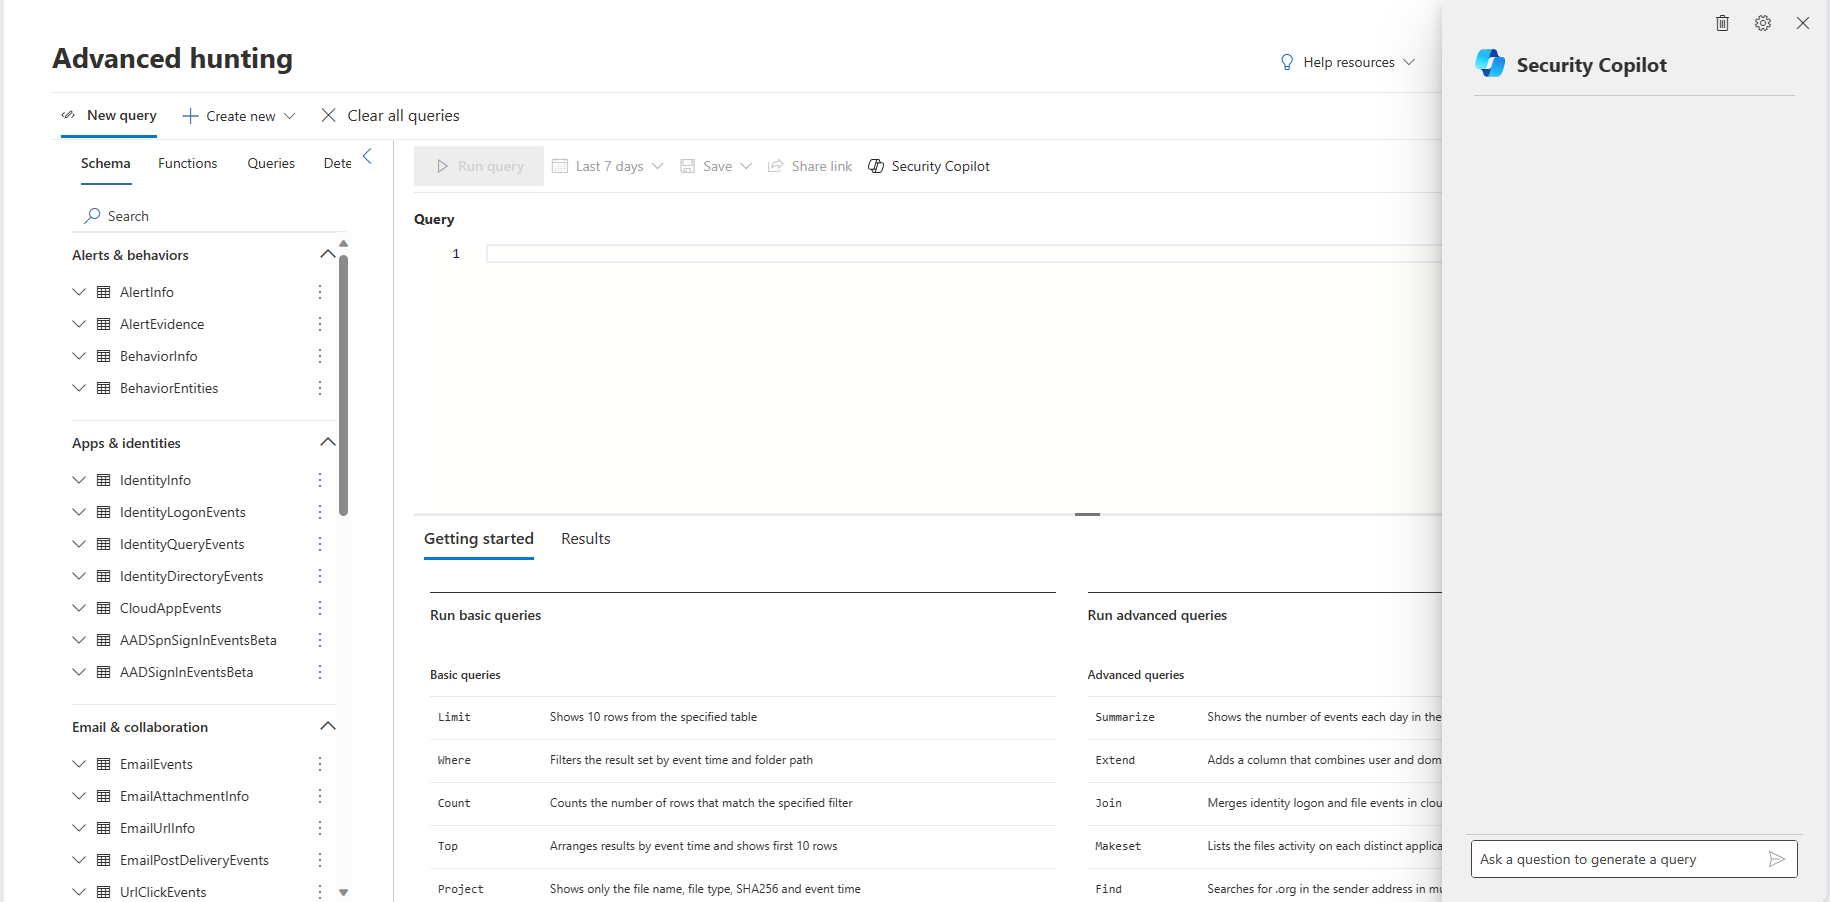 Advanced hunting
Help resources
New query
Create new
Clear all queries
Schema
Functions
Queries
Dete
Search
Alerts & behaviors
AlertInfo
AlertEvidence
BehaviorInfo
BehaviorEntities
Apps & identities
IdentityInfo
IdentityLogonEvents
IdentityQueryEvents
IdentityDirectoryEvents
CloudAppEvents
AADSpnSignInEventsBeta
AADSignInEventsBeta
Email & collaboration
EmailEvents
EmailAttachmentInfo
EmailUrlInfo
EmailPostDeliveryEvents
UrlClickEvents
Run query
Last 7 days
Save
Share link
Security Copilot
Query
1
Getting started
Results
Run basic queries
Basic queries
Limit Shows 10 rows from the specified table
Where Filters the result set by event time and folder path
Count Counts the number of rows that match the specified filter
Top Arranges results by event time and shows first 10 rows
Project Shows only the file name, file type, SHA256 and event time
Run advanced queries
Advanced queries
Summarize Shows the number of events each day in the
Extend Adds a column that combines user and dom
Join Merges identity logon and file events in clou
Makeset Lists the files activity on each distinct applica
Find Searches for .org in the sender address in mu
Security Copilot
Ask a question to generate a query